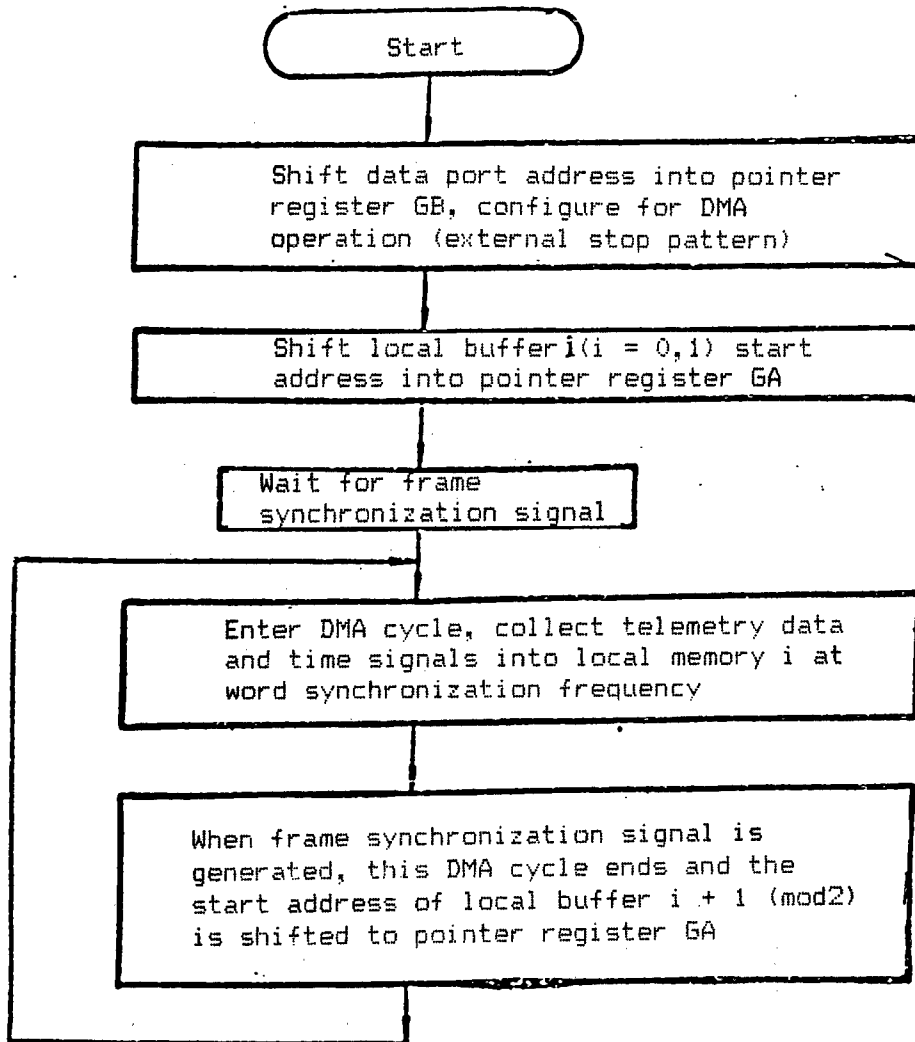 Start
Shift data port address into pointer
register GB, configure for DMA
operation (external stop pattern)
Shift local buffer i(i = 0,1) start
address into pointer register GA
Wait for frame
synchronization signal
Enter DMA cycle, collect telemetry data
and time signals into local memory i at
word synchronization frequency
When frame synchronization signal is
generated, this DMA cycle ends and the
start address of local buffer i + 1 (mod2)
is shifted to pointer register GA